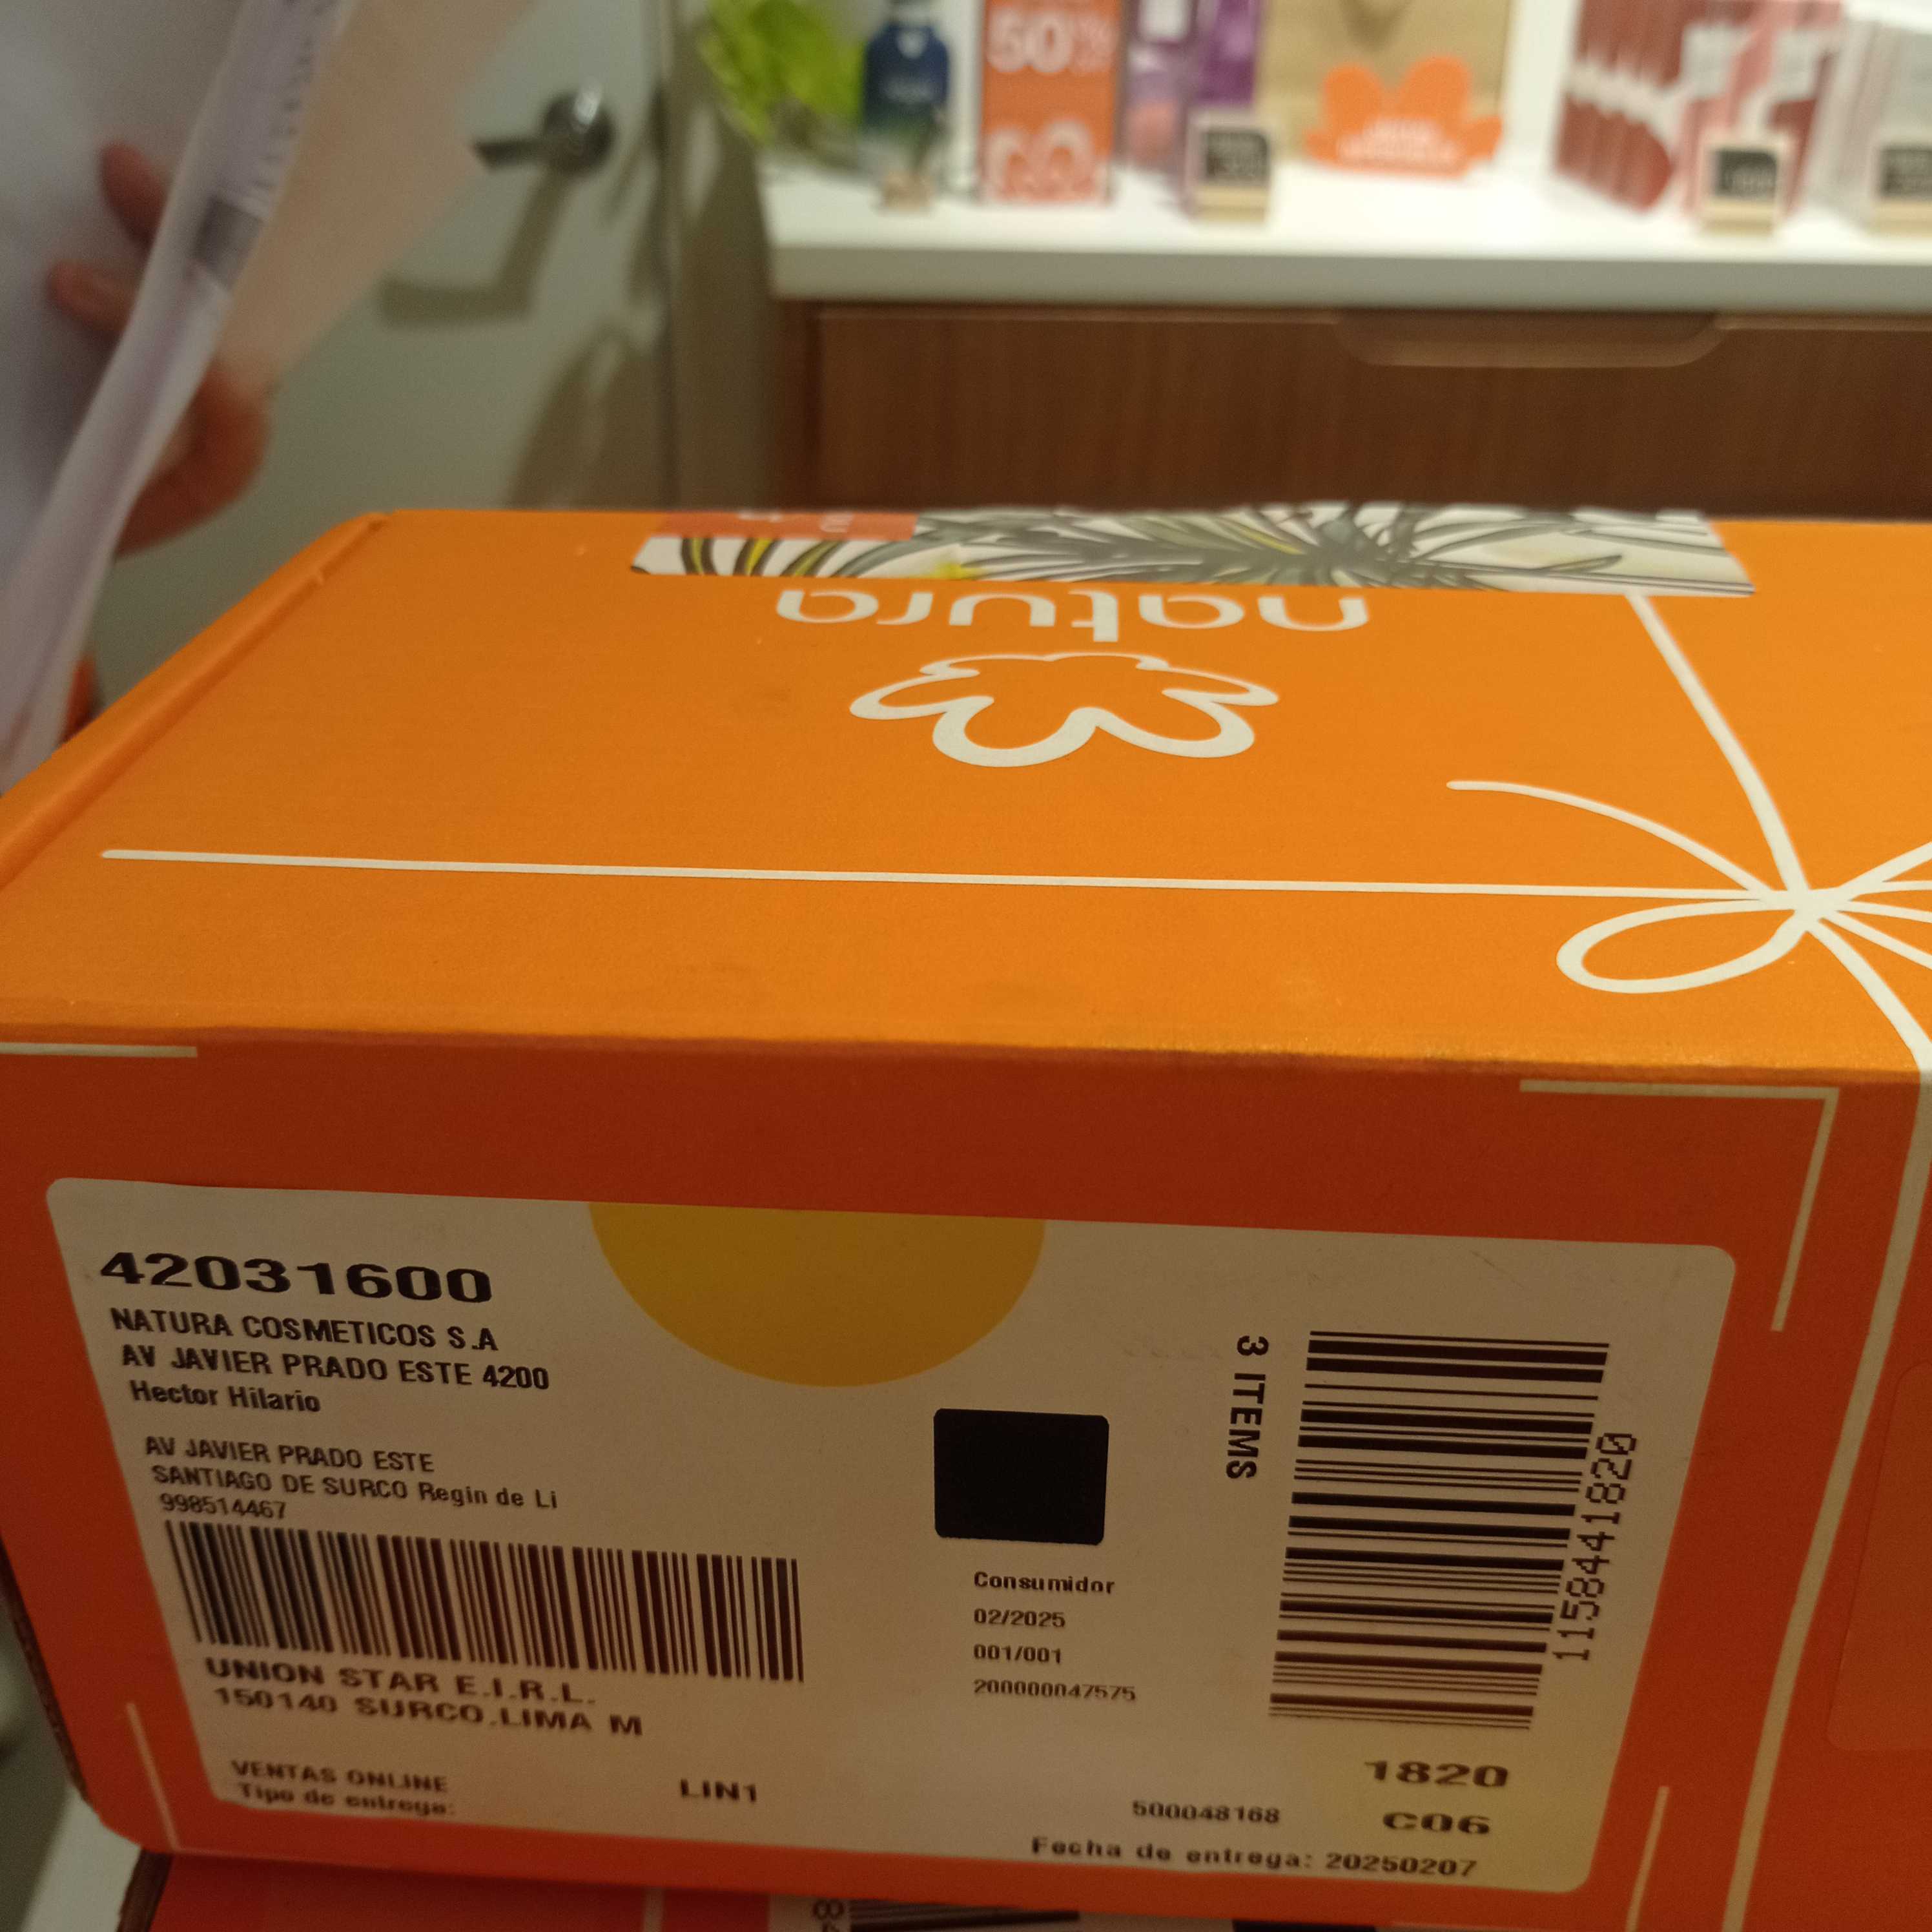 50%
natura
42031600
NATURA COSMETICOS S.A
AV JAVIER PRADO ESTE 4200
Hector Hilario
AV JAVIER PRADO ESTE
SANTIAGO DE SURCO Regin de Li
998514467
UNION STAR E.I.R.L.
150140 SURCO.LIMA M
VENTAS ONLINE
Tipo de entrega:
LIN1
Consumidor
02/2025
001/001
200000047575
3 ITEMS
1158441820
1820
500048168
C06
Fecha de entrega: 20250207